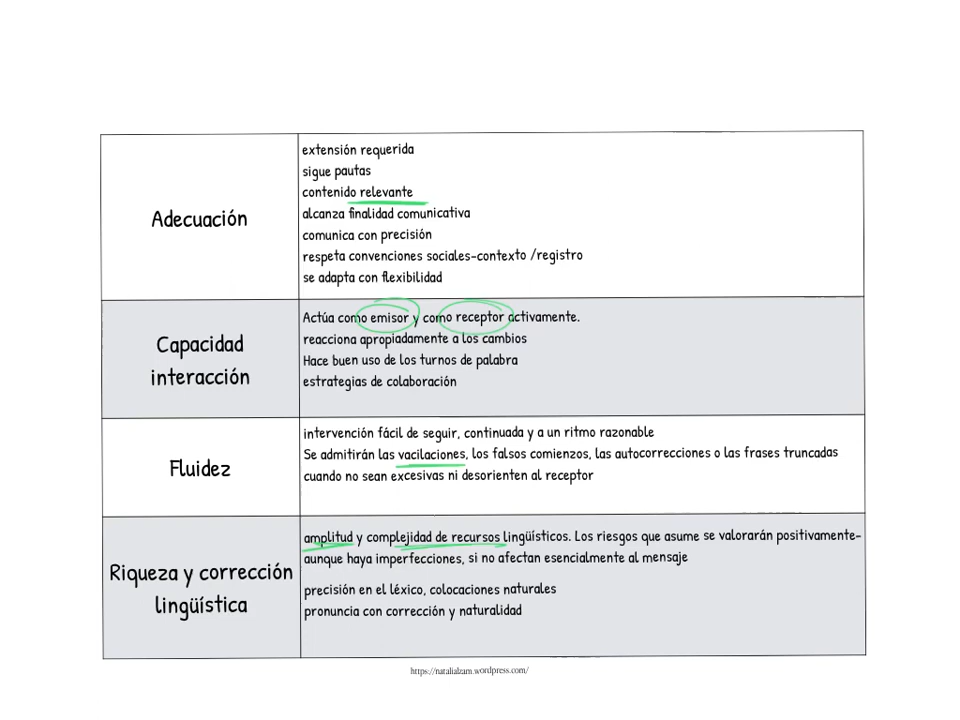 Adecuación
extensión requerida
sigue pautas
contenido relevante
alcanza finalidad comunicativa
comunica con precisión
respeta convenciones sociales-contexto /registro
se adapta con flexibilidad
Capacidad
interacción
Actúa como emisor y como receptor activamente.
reacciona apropiadamente a los cambios
Hace buen uso de los turnos de palabra
estrategias de colaboración
Fluidez
intervención fácil de seguir, continuada y a un ritmo razonable
Se admitirán las vacilaciones, los falsos comienzos, las autocorrecciones o las frases truncadas
cuando no sean excesivas ni desorienten al receptor
Riqueza y corrección
lingüística
amplitud y complejidad de recursos lingüísticos. Los riesgos que asume se valorarán positivamente-
aunque haya imperfecciones, si no afectan esencialmente al mensaje
precisión en el léxico, colocaciones naturales
pronuncia con corrección y naturalidad
https://natalialzam.wordpress.com/